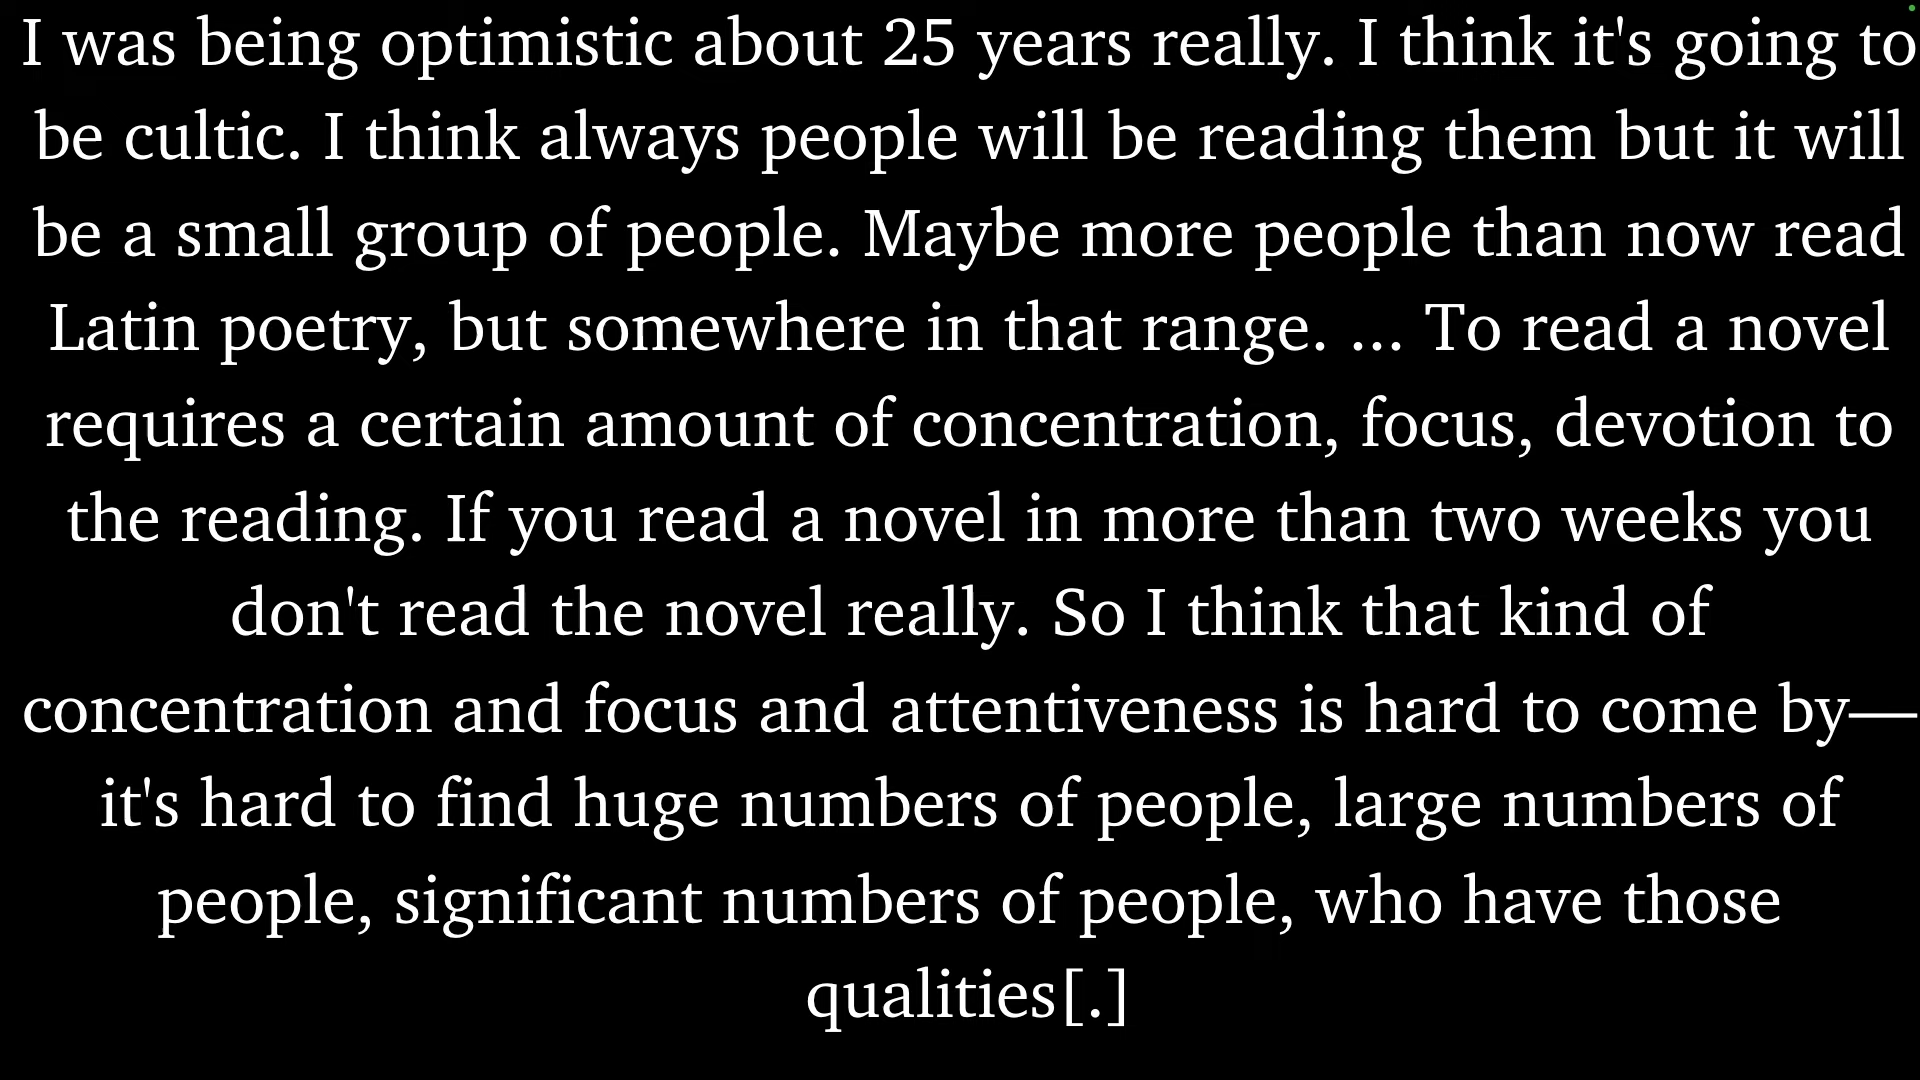 I was being optimistic about 25 years really. I think it's going to
be cultic. I think always people will be reading them but it will
be a small group of people. Maybe more people than now read
Latin poetry, but somewhere in that range. ... To read a novel
requires a certain amount of concentration, focus, devotion to
the reading. If you read a novel in more than two weeks you
don't read the novel really. So I think that kind of
concentration and focus and attentiveness is hard to come by—
it's hard to find huge numbers of people, large numbers of
people, significant numbers of people, who have those
qualities[.]